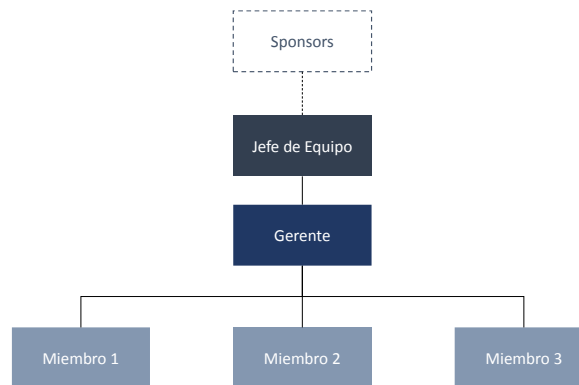 Sponsors
Jefe de Equipo
Gerente
Miembro 1
Miembro 2
Miembro 3